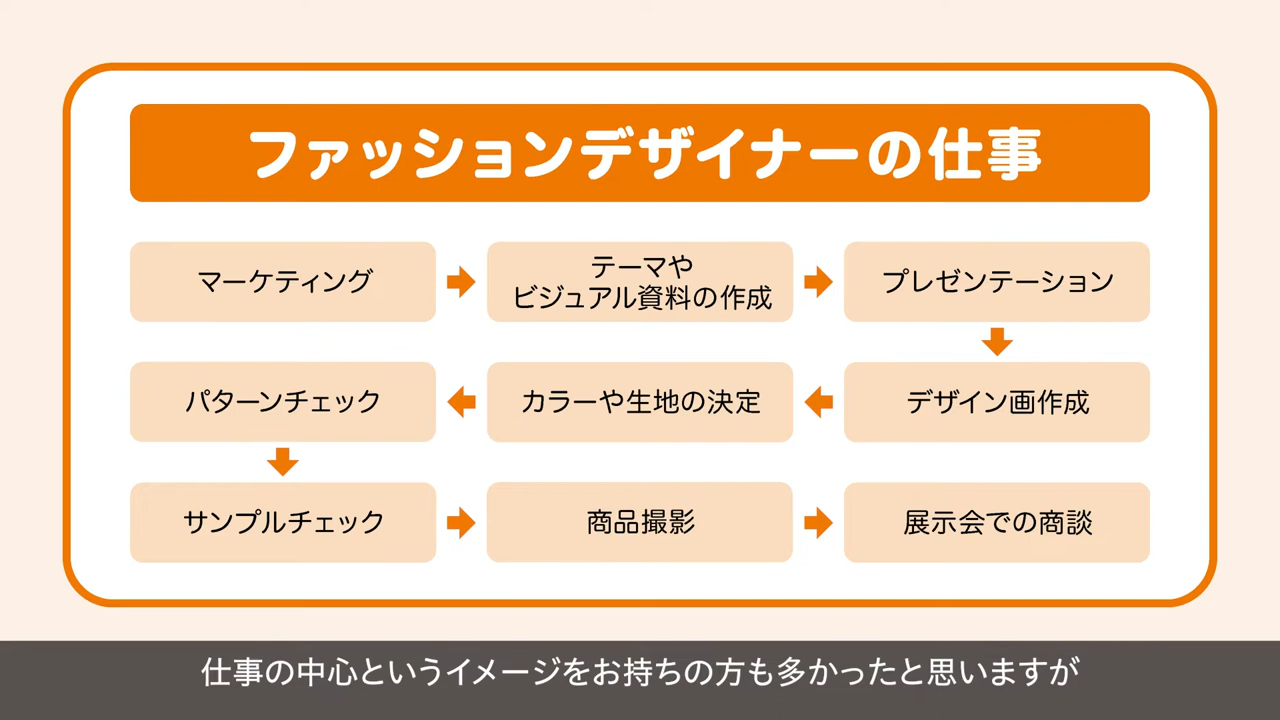 ファッションデザイナーの仕事
マーケティング
テーマや
ビジュアル資料の作成
プレゼンテーション
デザイン画作成
カラーや生地の決定
パターンチェック
サンプルチェック
商品撮影
展示会での商談
仕事の中心というイメージをお持ちの方も多かったと思いますが